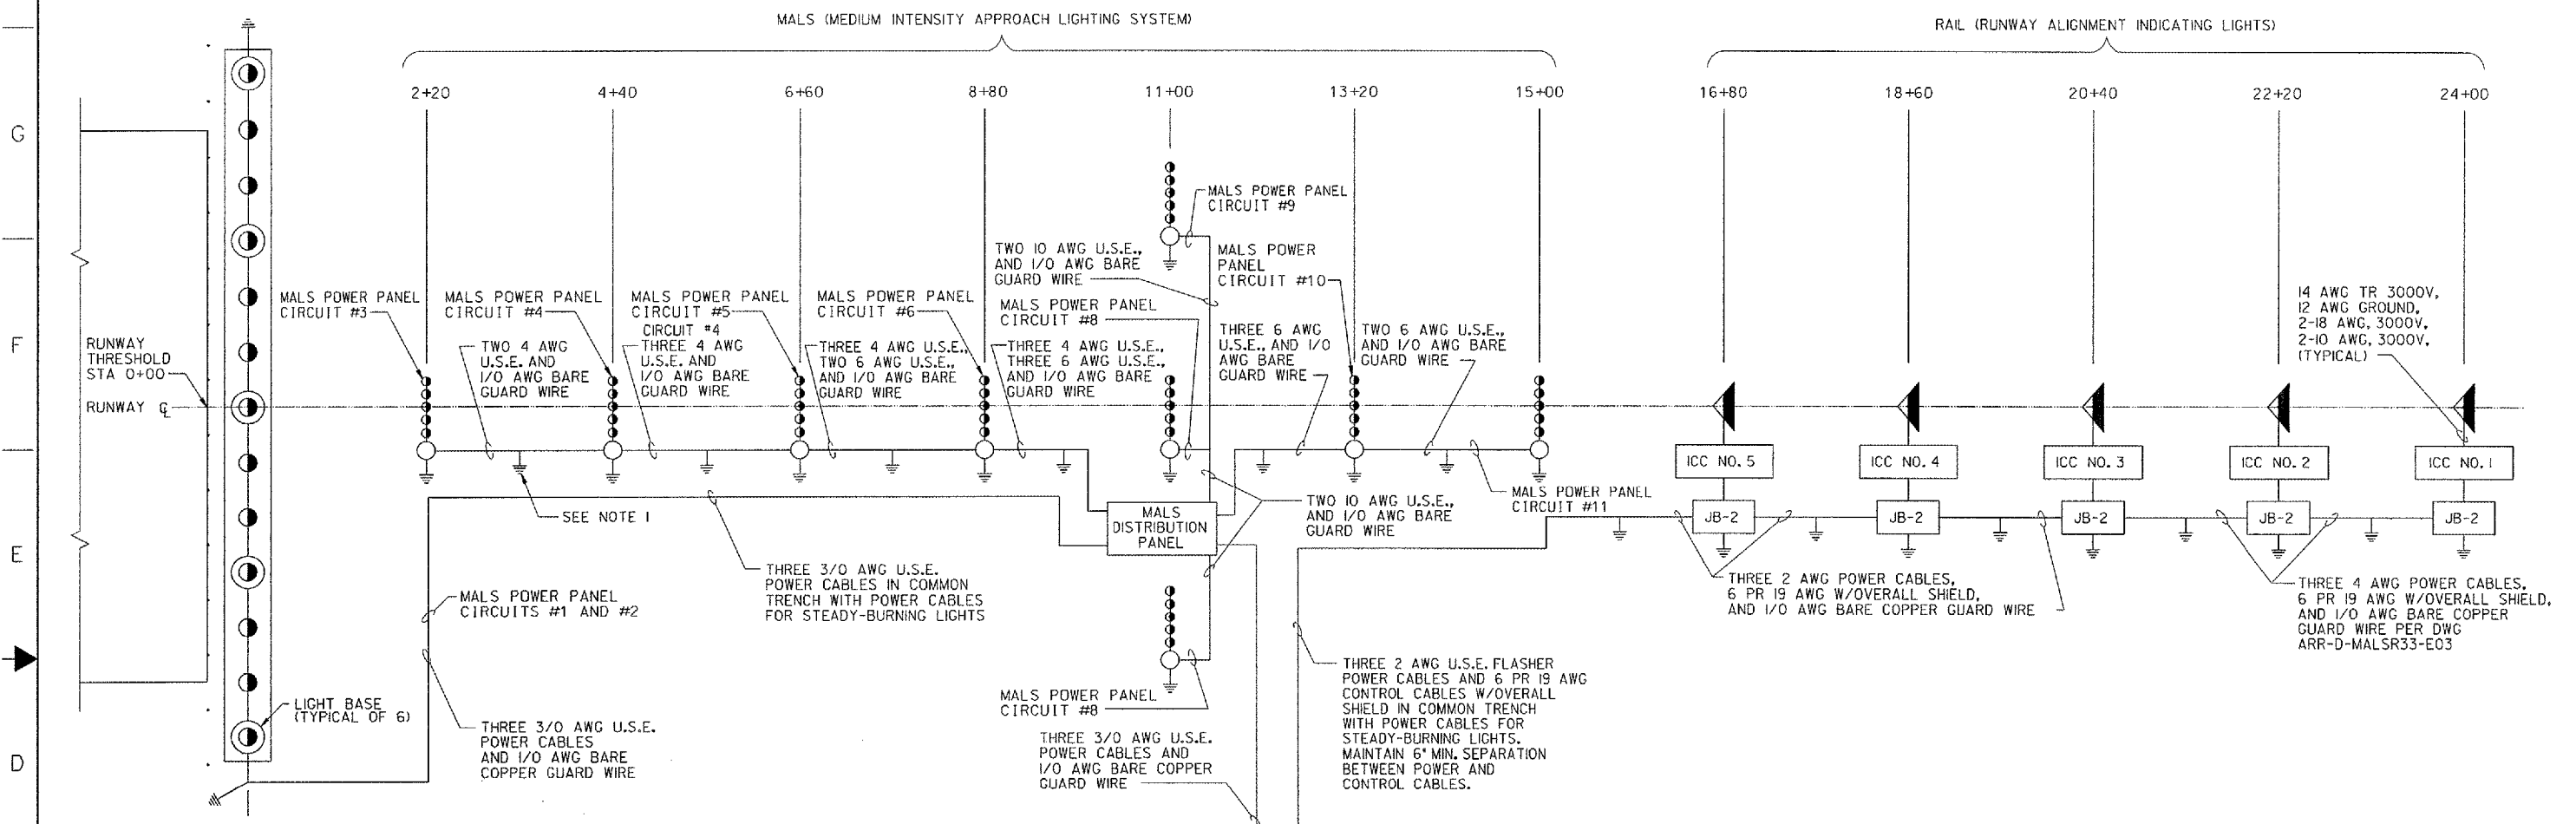 MALS (MEDIUM INTENSITY APPROACH LIGHTING SYSTEM)
RAIL (RUNWAY ALIGNMENT INDICATING LIGHTS)
2+20
4+40
6+60
8+80
11+00
13+20
15+00
16+80
18+60
20+40
22+20
24+00
G
F
E
D
MALS POWER PANEL
CIRCUIT #9
TWO 10 AWG U.S.E.,
AND 1/0 AWG BARE
GUARD WIRE
MALS POWER
PANEL
CIRCUIT #10
MALS POWER PANEL
CIRCUIT #3
MALS POWER PANEL
CIRCUIT #4
MALS POWER PANEL
CIRCUIT #5
MALS POWER PANEL
CIRCUIT #6
MALS POWER PANEL
CIRCUIT #8
RUNWAY
THRESHOLD
STA 0+00
RUNWAY ℄
TWO 4 AWG
U.S.E. AND
1/0 AWG BARE
GUARD WIRE
CIRCUIT #4
THREE 4 AWG
U.S.E. AND
1/0 AWG BARE
GUARD WIRE
THREE 4 AWG U.S.E.,
TWO 6 AWG U.S.E.,
AND 1/0 AWG BARE
GUARD WIRE
THREE 4 AWG U.S.E.,
THREE 6 AWG U.S.E.,
AND 1/0 AWG BARE
GUARD WIRE
THREE 6 AWG
U.S.E., AND 1/0
AWG BARE
GUARD WIRE
TWO 6 AWG U.S.E.,
AND 1/0 AWG BARE
GUARD WIRE
14 AWG TR 3000V,
12 AWG GROUND,
2-18 AWG, 3000V,
2-10 AWG, 3000V,
(TYPICAL)
ICC NO. 5
ICC NO. 4
ICC NO. 3
ICC NO. 2
ICC NO. 1
JB-2
JB-2
JB-2
JB-2
JB-2
SEE NOTE 1
MALS
DISTRIBUTION
PANEL
TWO 10 AWG U.S.E.,
AND 1/0 AWG BARE
GUARD WIRE
MALS POWER PANEL
CIRCUIT #11
THREE 3/0 AWG U.S.E.
POWER CABLES IN COMMON
TRENCH WITH POWER CABLES
FOR STEADY-BURNING LIGHTS
MALS POWER PANEL
CIRCUITS #1 AND #2
THREE 2 AWG POWER CABLES,
6 PR 19 AWG W/OVERALL SHIELD,
AND 1/0 AWG BARE COPPER GUARD WIRE
THREE 4 AWG POWER CABLES,
6 PR 19 AWG W/OVERALL SHIELD,
AND 1/0 AWG BARE COPPER
GUARD WIRE PER DWG
ARR-D-MALSR33-E03
LIGHT BASE
(TYPICAL OF 6)
THREE 3/0 AWG U.S.E.
POWER CABLES
AND 1/0 AWG BARE
COPPER GUARD WIRE
MALS POWER PANEL
CIRCUIT #8
THREE 3/0 AWG U.S.E.
POWER CABLES AND
1/0 AWG BARE COPPER
GUARD WIRE
THREE 2 AWG U.S.E. FLASHER
POWER CABLES AND 6 PR 19 AWG
CONTROL CABLES W/OVERALL
SHIELD IN COMMON TRENCH
WITH POWER CABLES FOR
STEADY-BURNING LIGHTS.
MAINTAIN 6" MIN. SEPARATION
BETWEEN POWER AND
CONTROL CABLES.